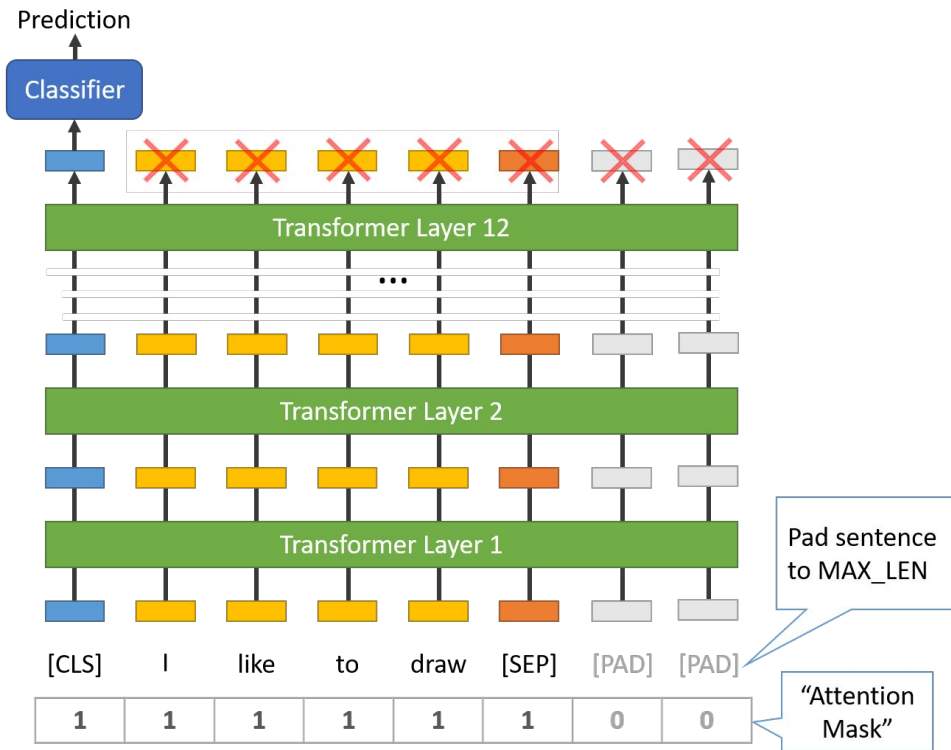 Prediction
Classifier
Transformer Layer 12
...
Transformer Layer 2
Transformer Layer 1
Pad sentence
to MAX_LEN
[CLS] I like to draw [SEP] [PAD] [PAD]
1 1 1 1 1 1 0 0
“Attention
Mask”